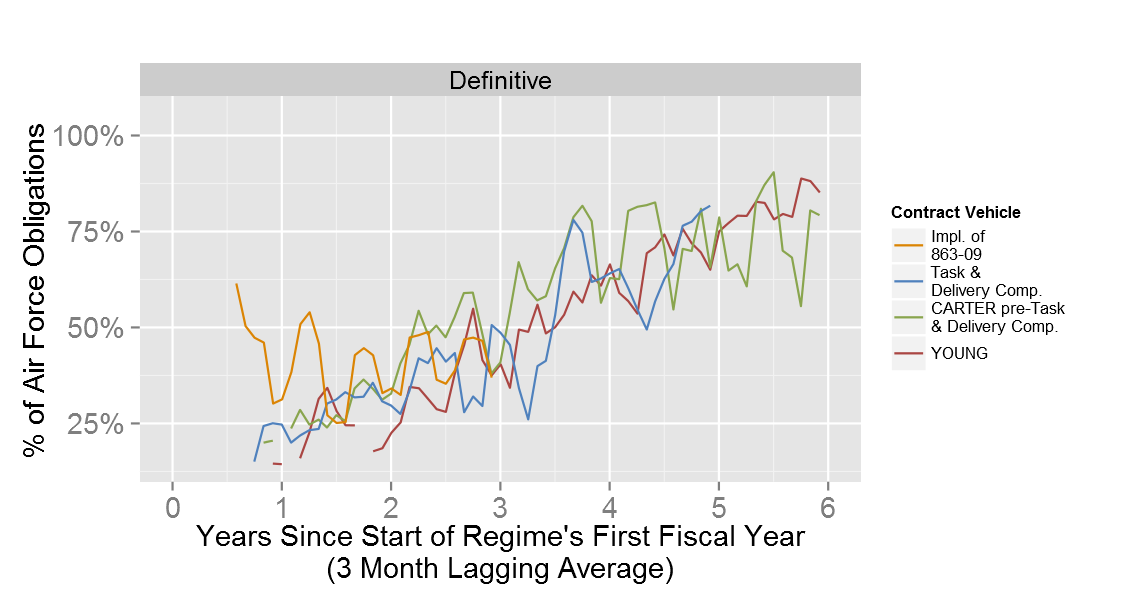 Definitive
% of Air Force Obligations
100%
75%
50%
25%
0 1 2 3 4 5 6
Years Since Start of Regime's First Fiscal Year
(3 Month Lagging Average)
Contract Vehicle
Impl. of
863-09
Task &
Delivery Comp.
CARTER pre-Task
& Delivery Comp.
YOUNG